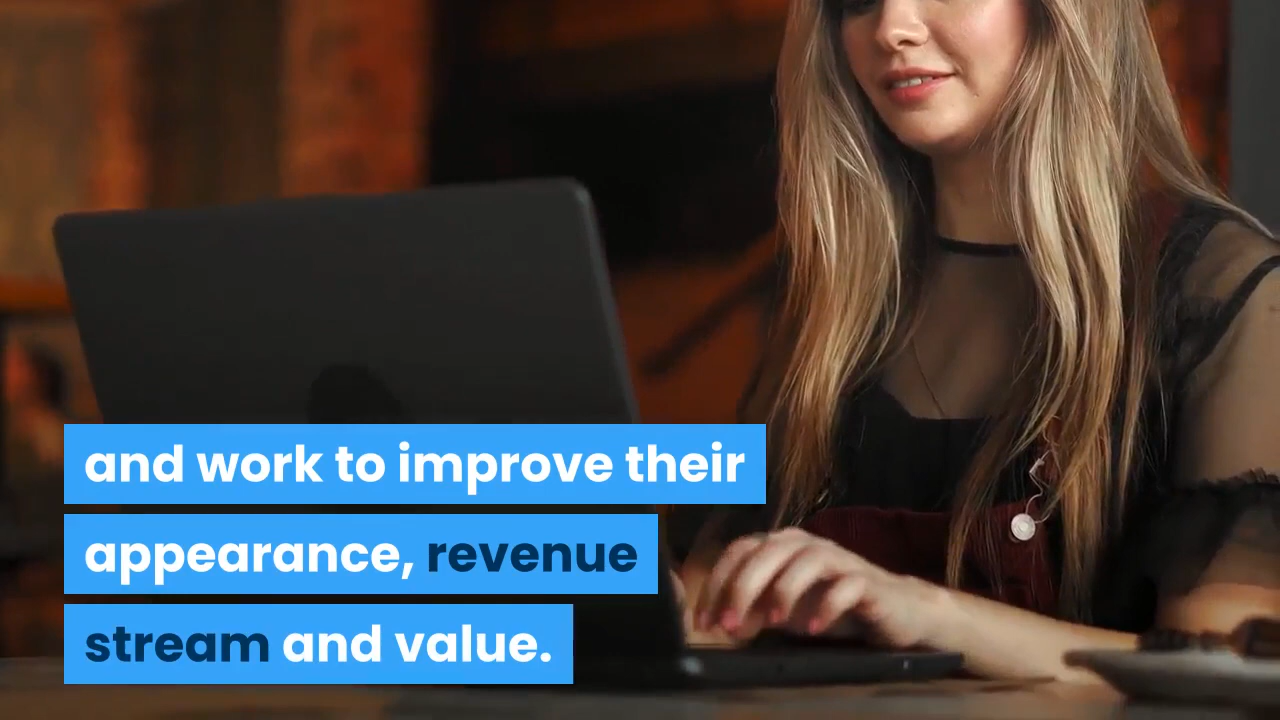 and work to improve their
appearance, revenue
stream and value.